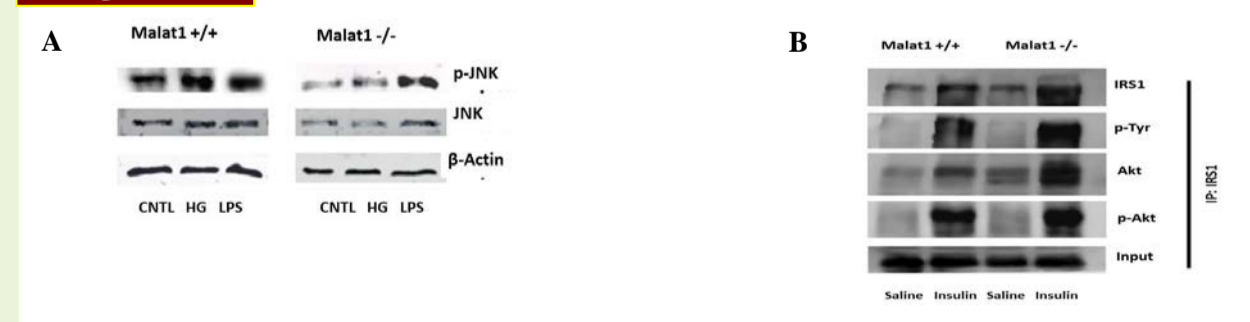 A
Malat1 +/+ Malat1 -/-
p-JNK
JNK
β-Actin
CNTL HG LPS CNTL HG LPS
B
Malat1 +/+ Malat1 -/-
IRS1
p-Tyr
Akt
p-Akt
Input
IP: IRS1
Saline Insulin Saline Insulin